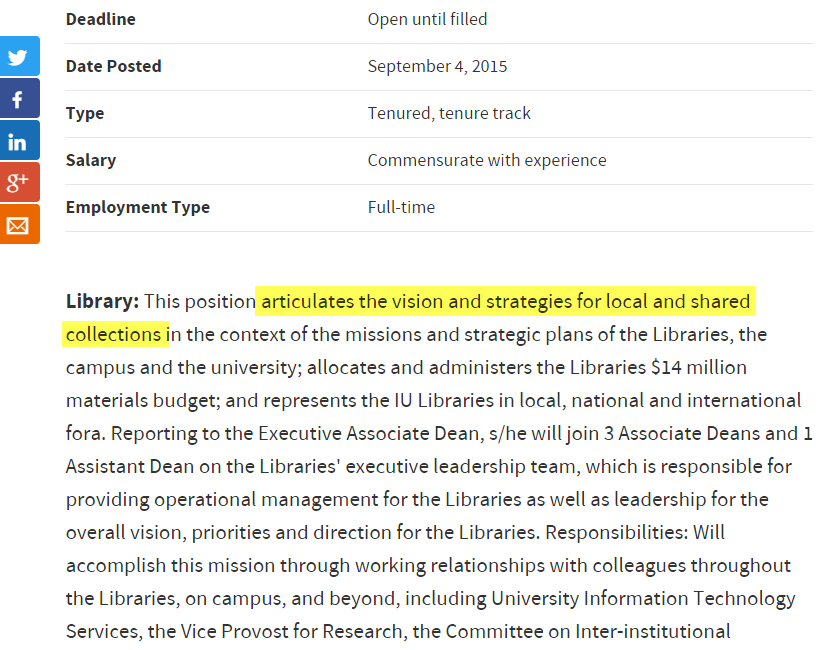 Deadline Open until filled
Date Posted September 4, 2015
Type Tenured, tenure track
Salary Commensurate with experience
Employment Type Full-time
in
g+
Library: This position articulates the vision and strategies for local and shared
collections in the context of the missions and strategic plans of the Libraries, the
campus and the university; allocates and administers the Libraries $14 million
materials budget; and represents the IU Libraries in local, national and international
fora. Reporting to the Executive Associate Dean, s/he will join 3 Associate Deans and 1
Assistant Dean on the Libraries' executive leadership team, which is responsible for
providing operational management for the Libraries as well as leadership for the
overall vision, priorities and direction for the Libraries. Responsibilities: Will
accomplish this mission through working relationships with colleagues throughout
the Libraries, on campus, and beyond, including University Information Technology
Services, the Vice Provost for Research, the Committee on Inter-institutional